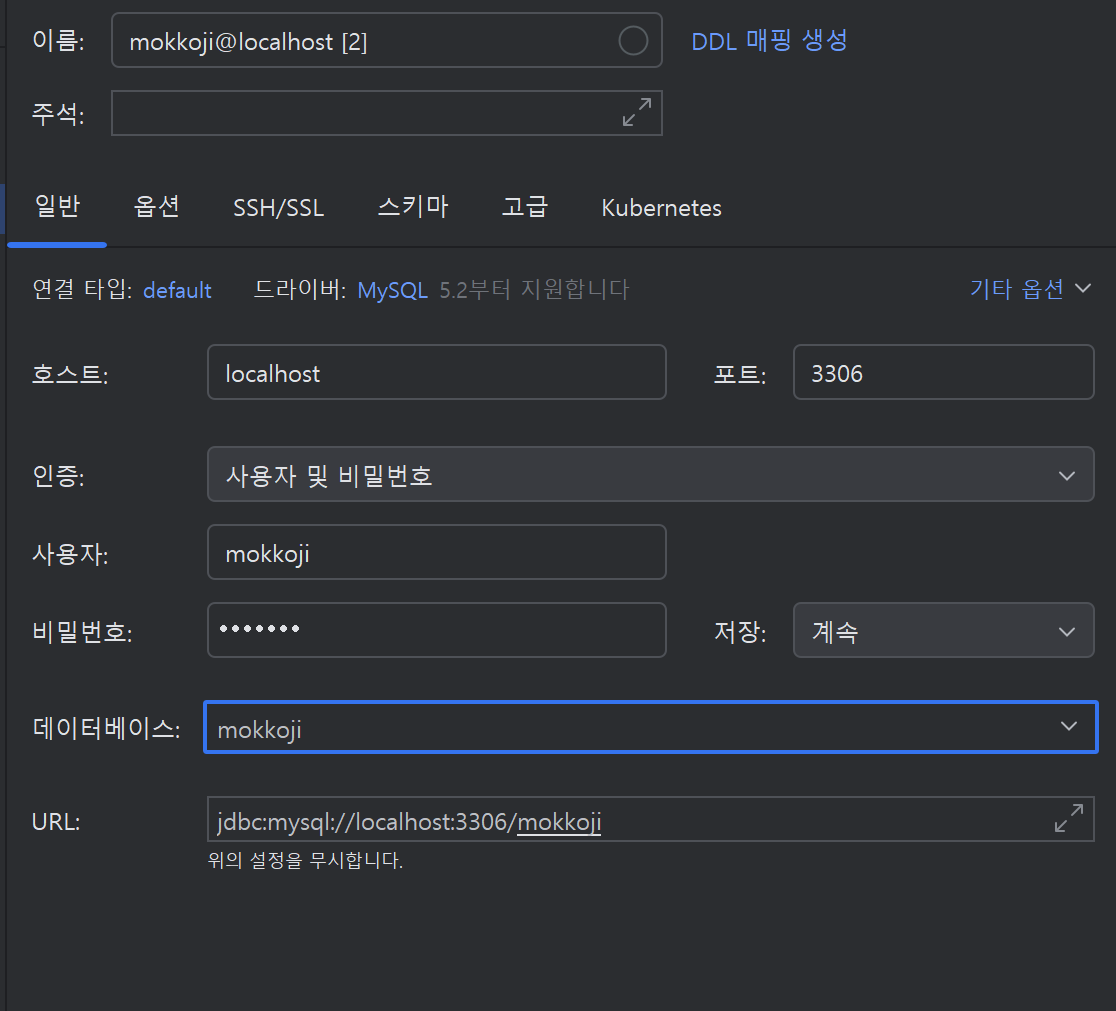 이름: mokkoji@localhost [2] DDL 매핑 생성
주석:
일반 옵션 SSH/SSL 스키마 고급 Kubernetes
연결 타입: default 드라이버: MySQL 5.2부터 지원합니다 기타 옵션
호스트: localhost 포트: 3306
인증: 사용자 및 비밀번호
사용자: mokkoji
비밀번호: ••••••• 저장: 계속
데이터베이스: mokkoji
URL: jdbc:mysql://localhost:3306/mokkoji
위의 설정을 무시합니다.